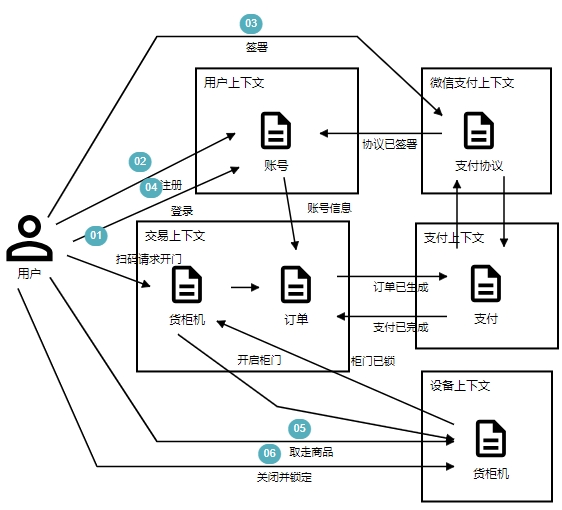 03
签署
用户上下文
微信支付上下文
协议已签署
02
账号
支付协议
注册
04
登录
账号信息
01
交易上下文
支付上下文
扫码请求开门
用户
订单已生成
货柜机
订单
支付
支付已完成
开启柜门
柜门已锁
设备上下文
05
取走商品
06
货柜机
关闭并锁定